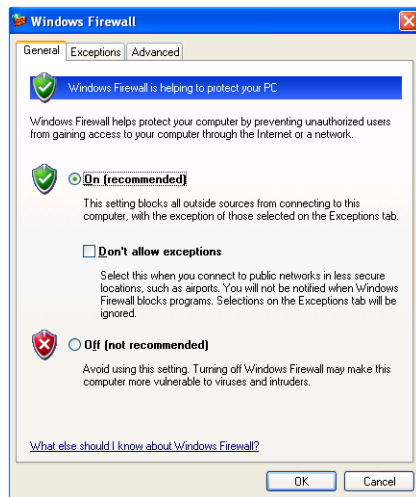 Windows Firewall
General Exceptions Advanced
Windows Firewall is helping to protect your PC
Windows Firewall helps protect your computer by preventing unauthorized users
from gaining access to your computer through the Internet or a network.
On (recommended)
This setting blocks all outside sources from connecting to this
computer, with the exception of those selected on the Exceptions tab.
Don't allow exceptions
Select this when you connect to public networks in less secure
locations, such as airports. You will not be notified when Windows
Firewall blocks programs. Selections on the Exceptions tab will be
ignored.
Off (not recommended)
Avoid using this setting. Turning off Windows Firewall may make this
computer more vulnerable to viruses and intruders.
What else should I know about Windows Firewall?
OK Cancel